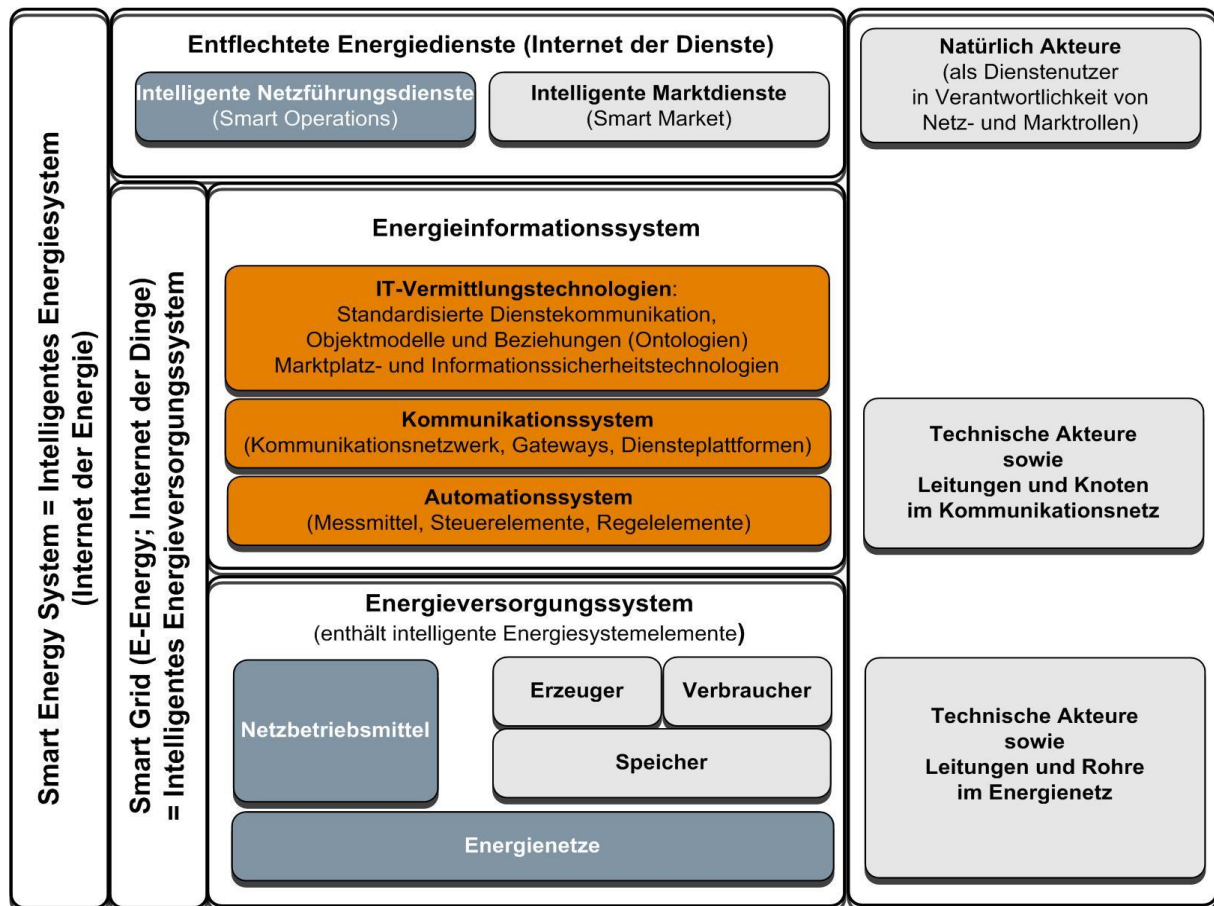 Smart Energy System = Intelligentes Energiesystem
(Internet der Energie)
Entflechtete Energiedienste (Internet der Dienste)
Intelligente Netzführungsdienste
(Smart Operations)
Intelligente Marktdienste
(Smart Market)
Natürlich Akteure
(als Dienstenutzer
in Verantwortlichkeit von
Netz- und Marktrollen)
Smart Grid (E-Energy; Internet der Dinge)
= Intelligentes Energieversorgungssystem
Energieinformationssystem
IT-Vermittlungstechnologien:
Standardisierte Dienstekommunikation,
Objektmodelle und Beziehungen (Ontologien)
Marktplatz- und Informationssicherheitstechnologien
Kommunikationssystem
(Kommunikationsnetzwerk, Gateways, Diensteplattformen)
Automationssystem
(Messmittel, Steuerelemente, Regelelemente)
Technische Akteure
sowie
Leitungen und Knoten
im Kommunikationsnetz
Energieversorgungssystem
(enthält intelligente Energiesystemelemente)
Netzbetriebsmittel
Erzeuger
Verbraucher
Speicher
Energienetze
Technische Akteure
sowie
Leitungen und Rohre
im Energienetz